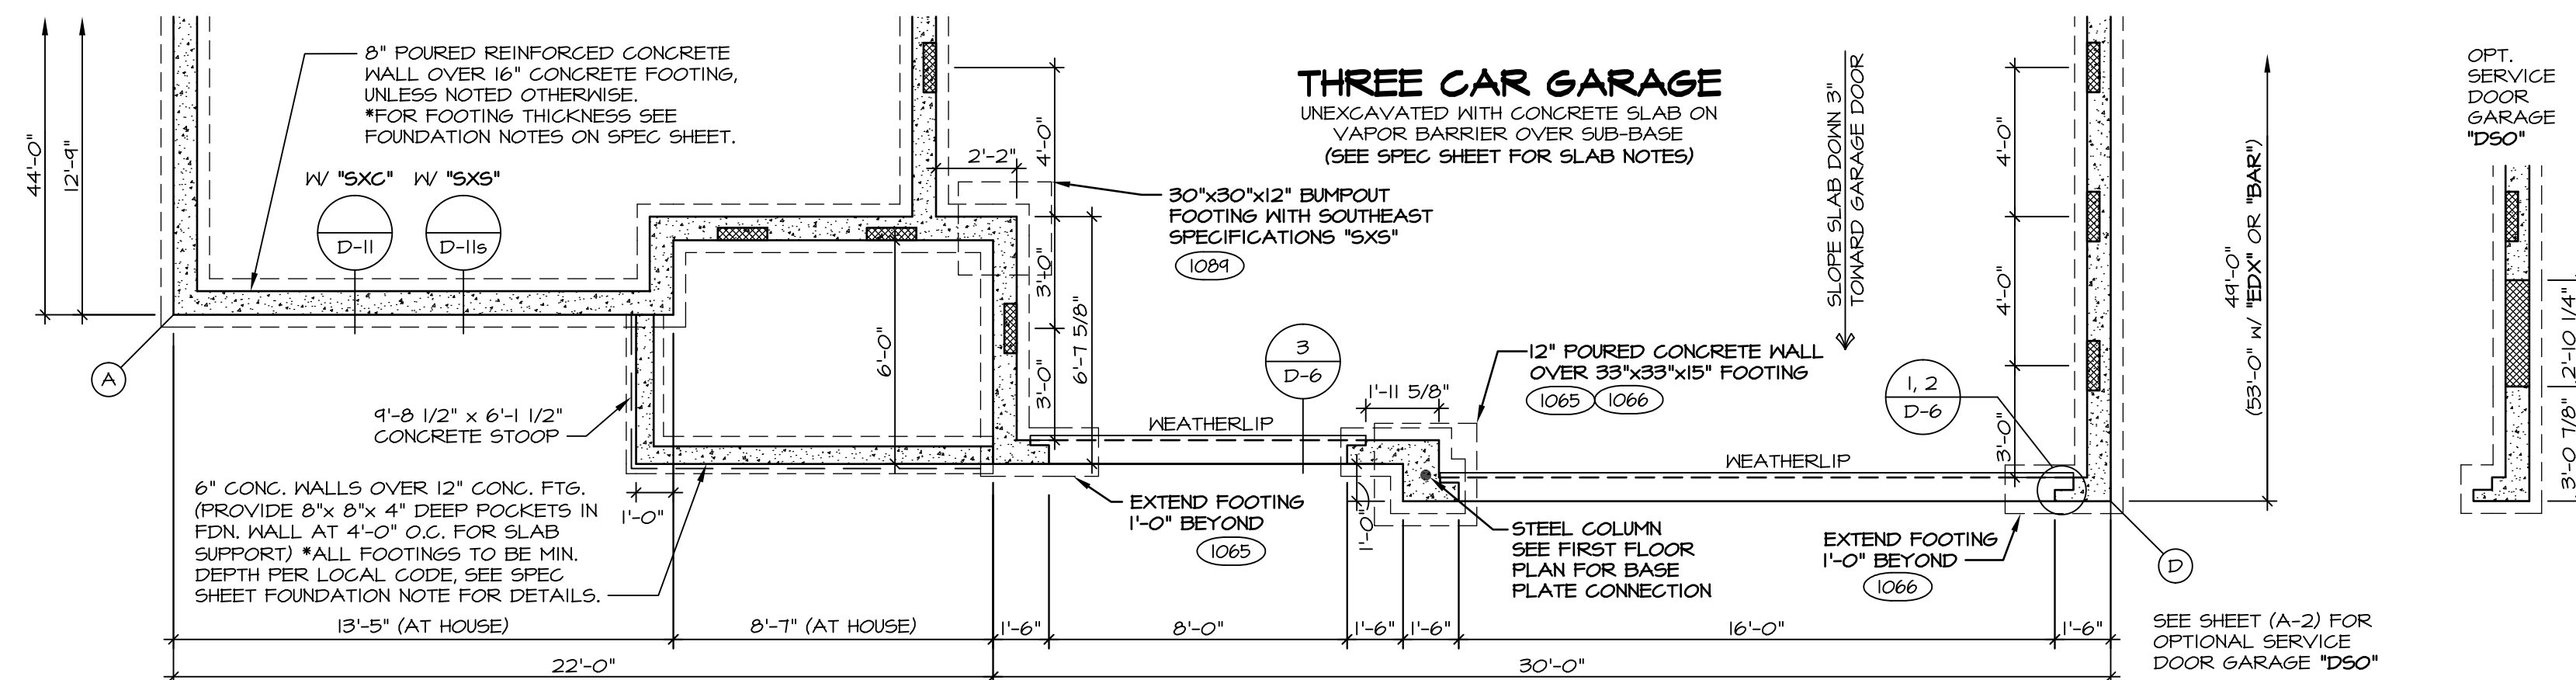 8" POURED REINFORCED CONCRETE
WALL OVER 16" CONCRETE FOOTING,
UNLESS NOTED OTHERWISE.
*FOR FOOTING THICKNESS SEE
FOUNDATION NOTES ON SPEC SHEET.
44'-0"
12'-9"
W/ "SXC"
W/ "SXS"
D-11
D-11s
A
THREE CAR GARAGE
UNEXCAVATED WITH CONCRETE SLAB ON
VAPOR BARRIER OVER SUB-BASE
(SEE SPEC SHEET FOR SLAB NOTES)
2'-2"
4'-0"
3'-0"
3'-0"
6'-7 5/8"
6'-0"
30"x30"x12" BUMPOUT
FOOTING WITH SOUTHEAST
SPECIFICATIONS "SXS"
1089
SLOPE SLAB DOWN 3"
TOWARD GARAGE DOOR
4'-0"
4'-0"
3'-0"
49'-0"
(53'-0" W/ "EDX" OR "BAR")
OPT.
SERVICE
DOOR
GARAGE
"DSO"
2'-10 1/4"
3'-0 7/8"
9'-8 1/2" x 6'-1 1/2"
CONCRETE STOOP
3
D-6
12" POURED CONCRETE WALL
OVER 33"x33"x15" FOOTING
1065
1066
1'-11 5/8"
WEATHERLIP
WEATHERLIP
1, 2
D-6
6" CONC. WALLS OVER 12" CONC. FTG.
(PROVIDE 8"x 8"x 4" DEEP POCKETS IN
FDN. WALL AT 4'-0" O.C. FOR SLAB
SUPPORT) *ALL FOOTINGS TO BE MIN.
DEPTH PER LOCAL CODE, SEE SPEC
SHEET FOUNDATION NOTE FOR DETAILS.
1'-0"
EXTEND FOOTING
1'-0" BEYOND
1065
1'-0"
STEEL COLUMN
SEE FIRST FLOOR
PLAN FOR BASE
PLATE CONNECTION
EXTEND FOOTING
1'-0" BEYOND
1066
D
SEE SHEET (A-2) FOR
OPTIONAL SERVICE
DOOR GARAGE "DSO"
13'-5" (AT HOUSE)
8'-7" (AT HOUSE)
1'-6"
8'-0"
1'-6"
1'-6"
16'-0"
1'-6"
22'-0"
30'-0"